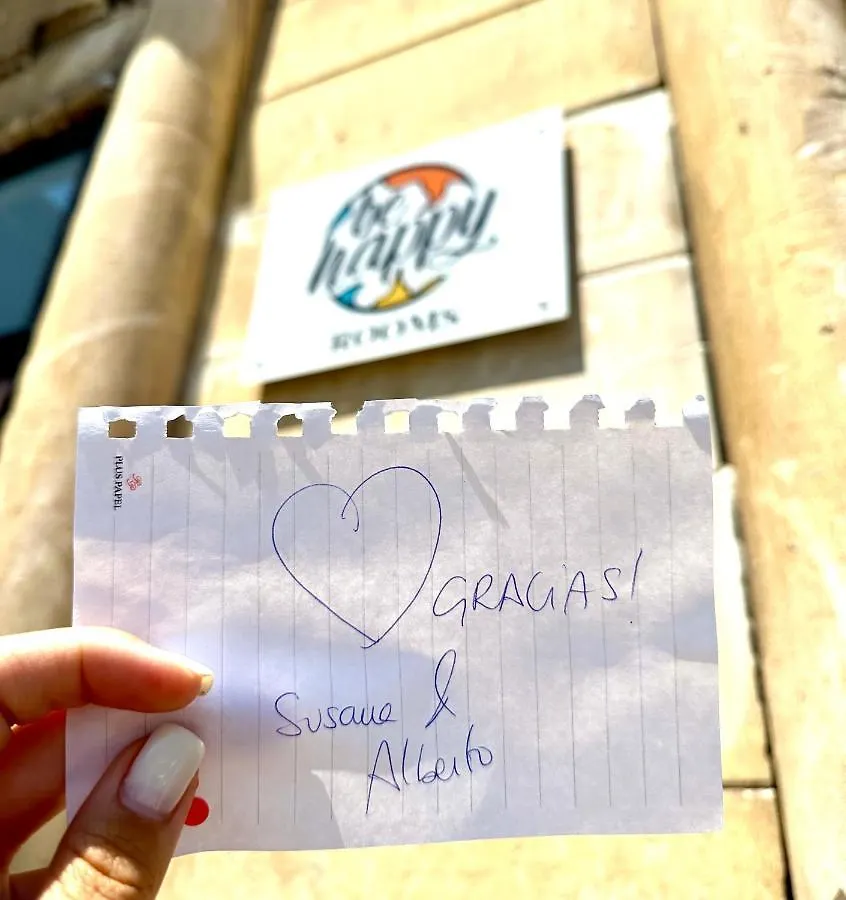 be
happy
ROOMS
PLUS PAPEL
GRACIAS!
Susana &
Alberto